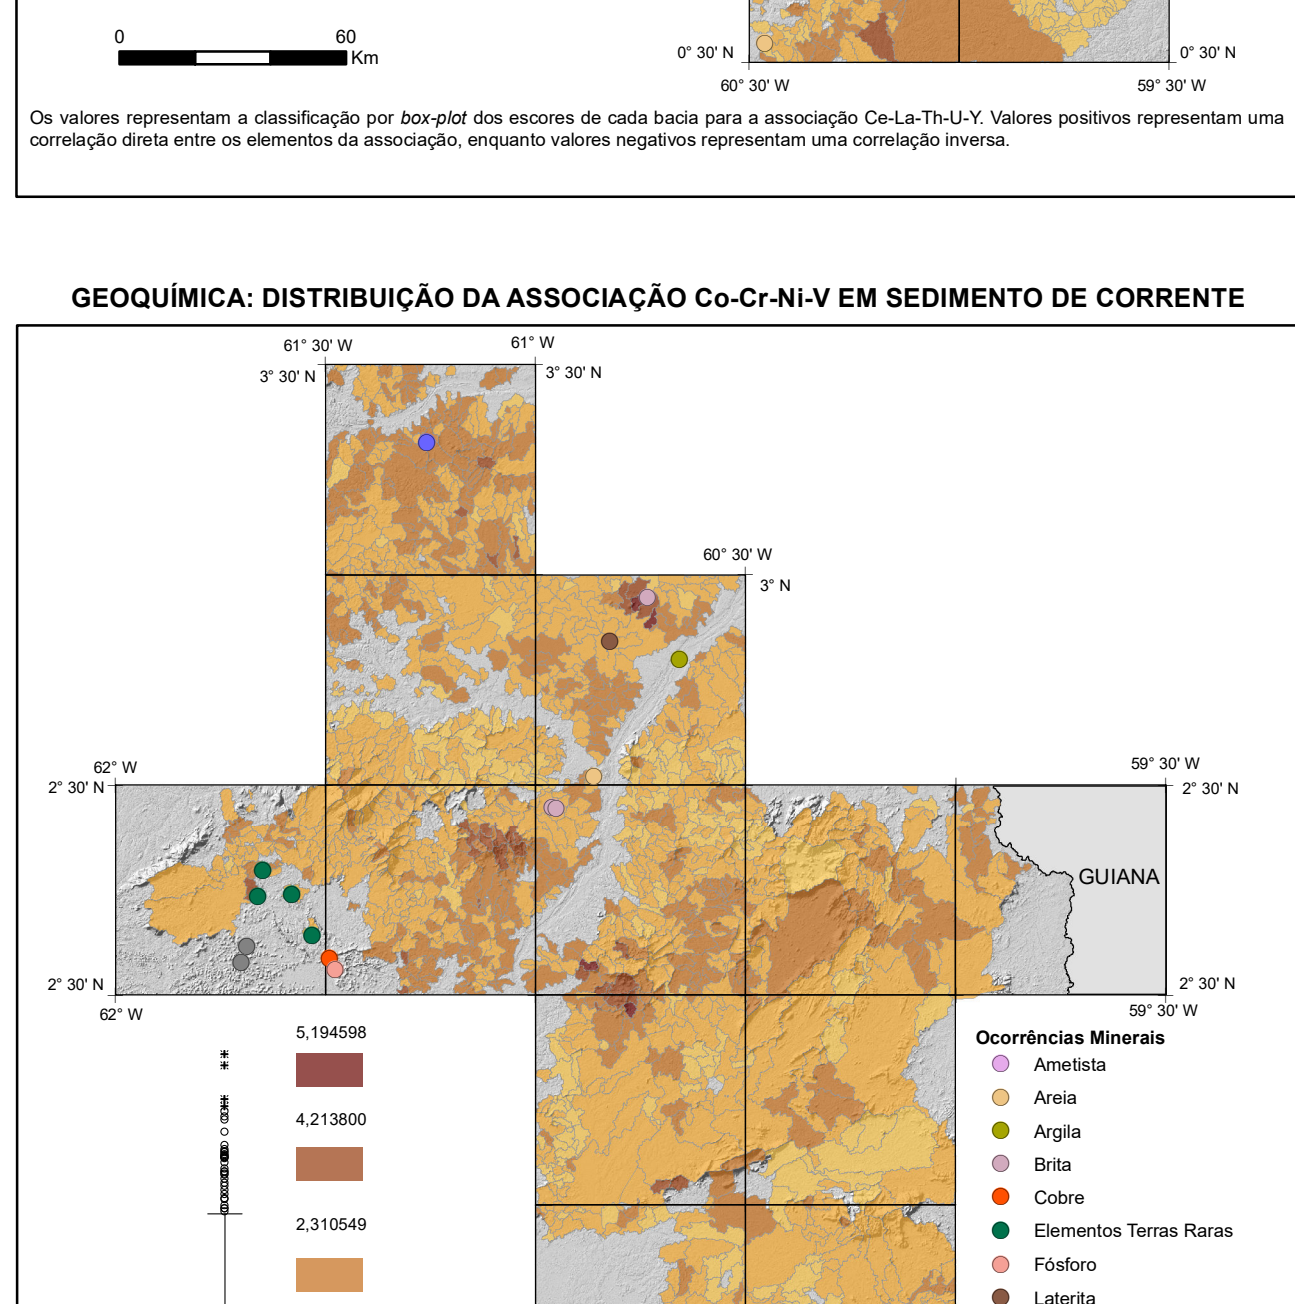 0 60
Km
0° 30' N 0° 30' N
60° 30' W 59° 30' W
Os valores representam a classificação por box-plot dos escores de cada bacia para a associação Ce-La-Th-U-Y. Valores positivos representam uma
correlação direta entre os elementos da associação, enquanto valores negativos representam uma correlação inversa.
GEOQUÍMICA: DISTRIBUIÇÃO DA ASSOCIAÇÃO Co-Cr-Ni-V EM SEDIMENTO DE CORRENTE
61° 30' W 61° W
3° 30' N 3° 30' N
60° 30' W
3° N
62° W 59° 30' W
2° 30' N 2° 30' N
GUIANA
2° 30' N 2° 30' N
62° W 59° 30' W
5,194598
4,213800
2,310549
Ocorrências Minerais
Ametista
Areia
Argila
Brita
Cobre
Elementos Terras Raras
Fósforo
Laterita